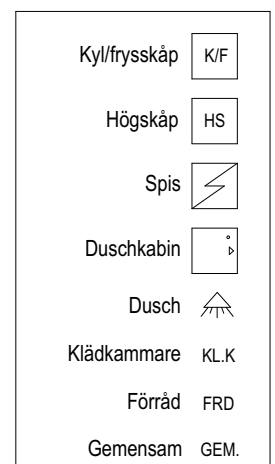 Kyl/frysskåp K/F
Högskåp HS
Spis
Duschkabin
Dusch
Klädkammare KL.K
Förråd FRD
Gemensam GEM.